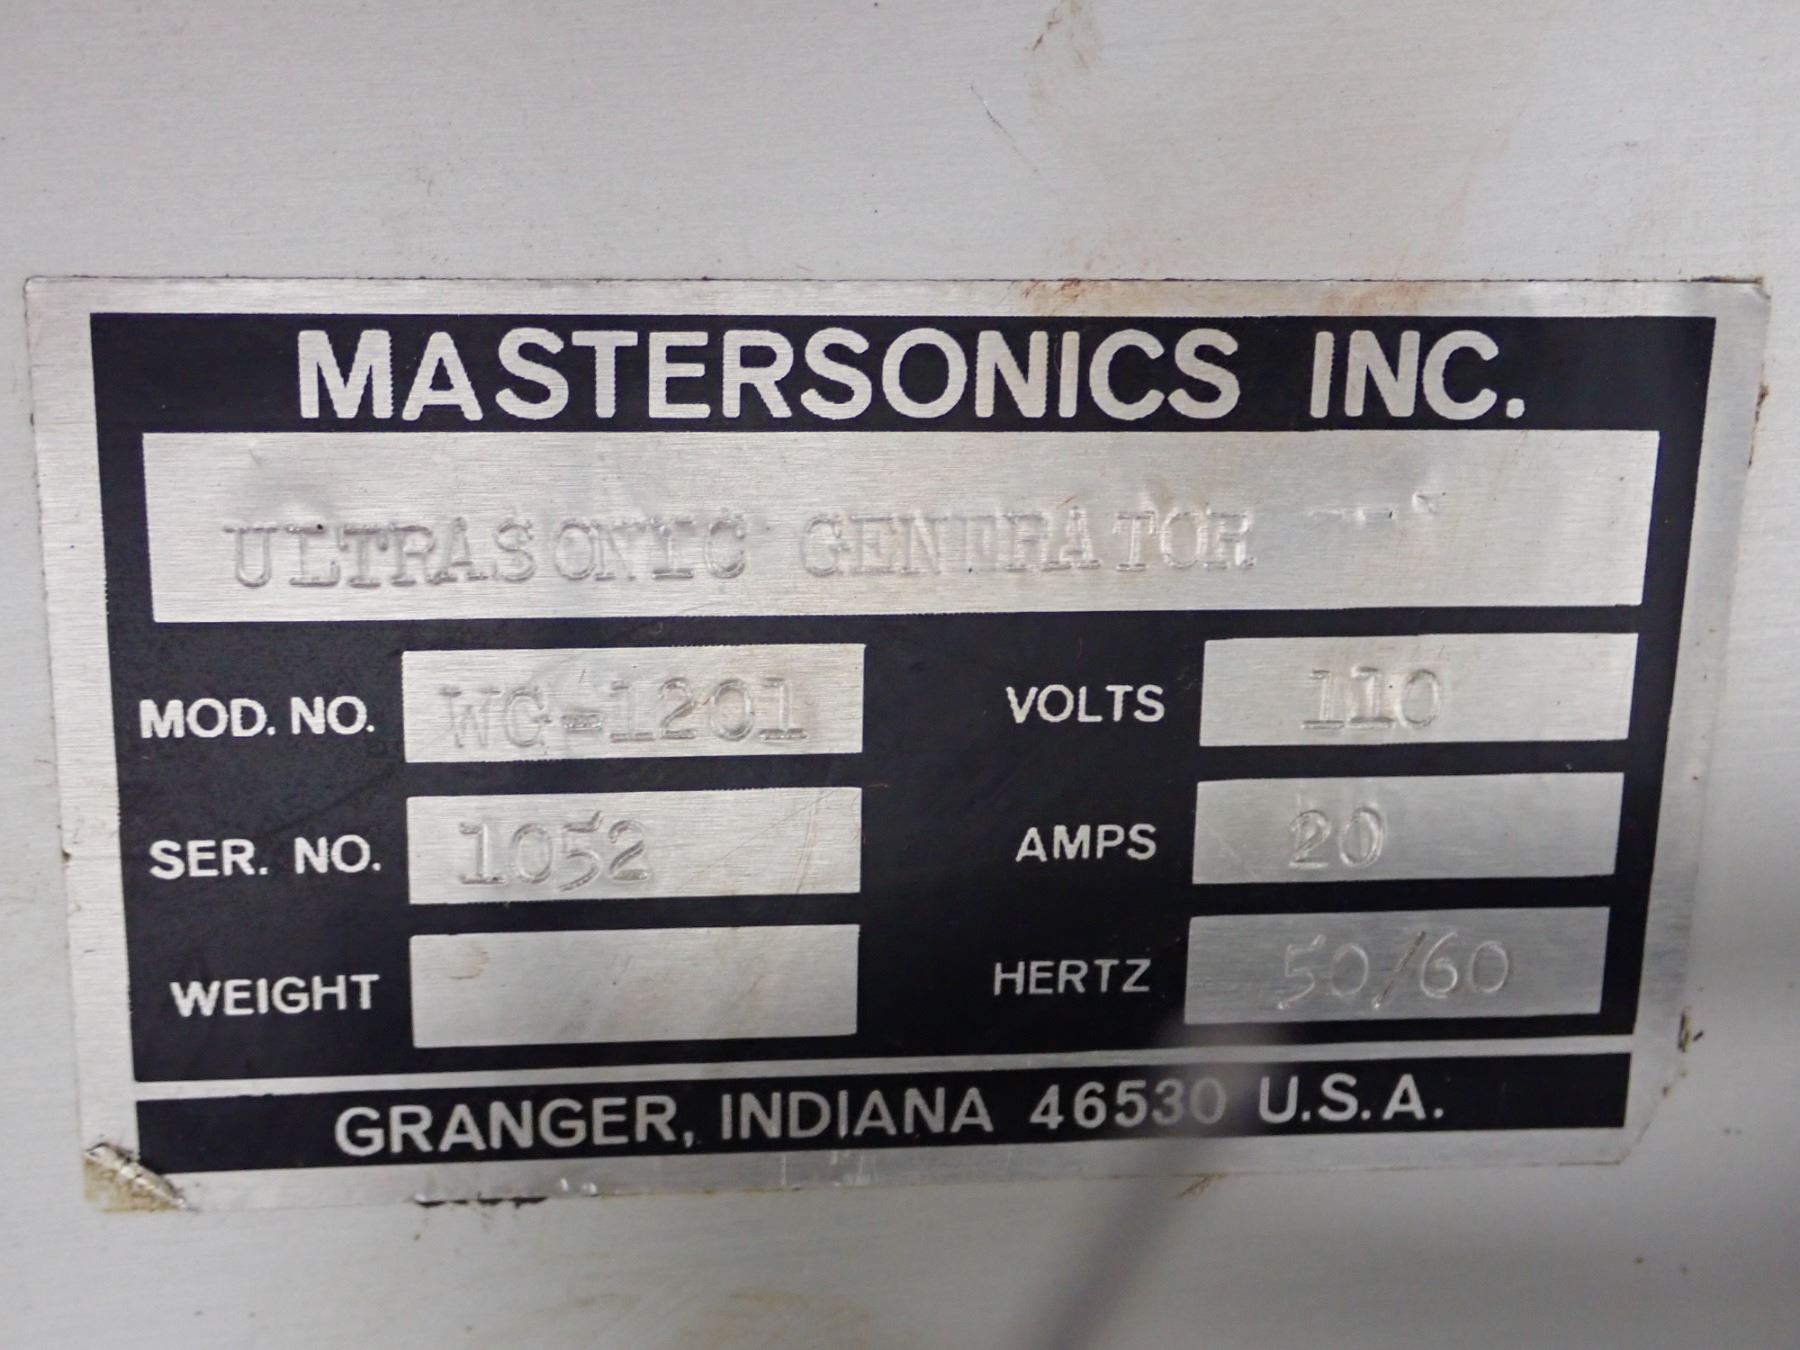 MASTERSONICS INC.
ULTRASONIC GENERATOR
MOD. NO. WG-1201 VOLTS 110
SER. NO. 1052 AMPS 20
WEIGHT HERTZ 50/60
GRANGER, INDIANA 46530 U.S.A.